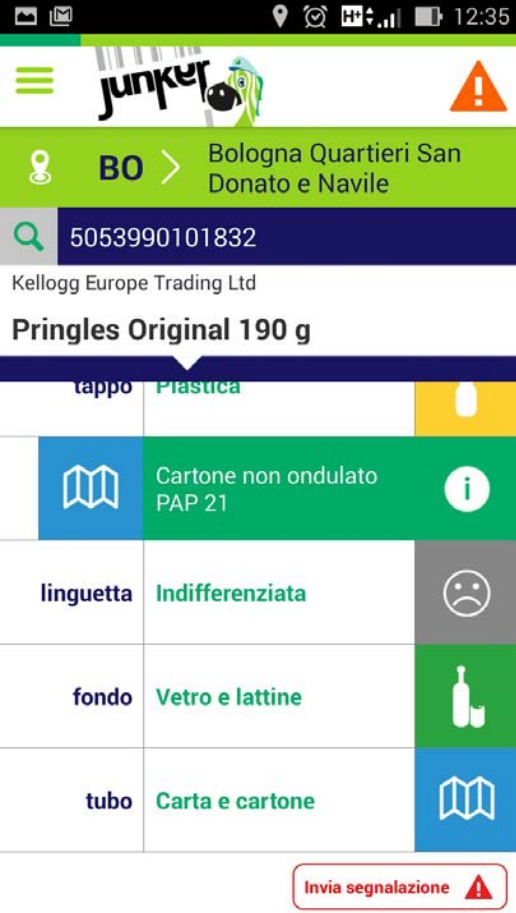 H+
12:35
junker
BO
Bologna Quartieri San
Donato e Navile
5053990101832
Kellogg Europe Trading Ltd
Pringles Original 190 g
tappo Plastica
Cartone non ondulato
PAP 21
i
linguetta Indifferenziata
fondo Vetro e lattine
tubo Carta e cartone
Invia segnalazione